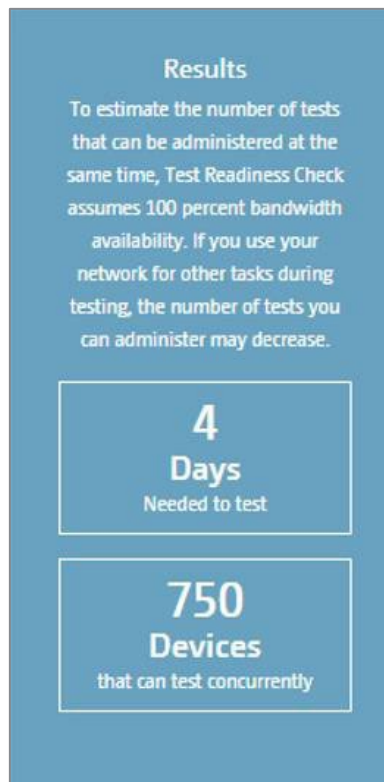 Results
To estimate the number of tests
that can be administered at the
same time, Test Readiness Check
assumes 100 percent bandwidth
availability. If you use your
network for other tasks during
testing, the number of tests you
can administer may decrease.
4
Days
Needed to test
750
Devices
that can test concurrently